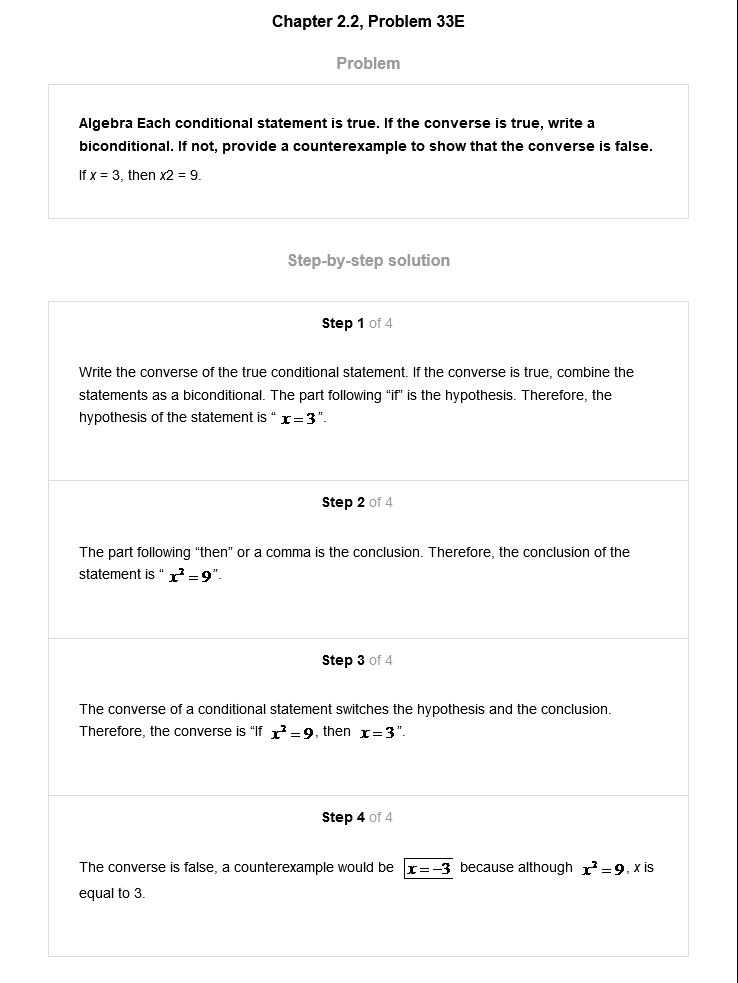 Chapter 2.2, Problem 33E
Problem
Algebra Each conditional statement is true. If the converse is true, write a
biconditional. If not, provide a counterexample to show that the converse is false.
If x = 3, then x2 = 9.
Step-by-step solution
Step 1 of 4
Write the converse of the true conditional statement. If the converse is true, combine the
statements as a biconditional. The part following “if” is the hypothesis. Therefore, the
hypothesis of the statement is “ x=3”.
Step 2 of 4
The part following “then” or a comma is the conclusion. Therefore, the conclusion of the
statement is “ x²=9”.
Step 3 of 4
The converse of a conditional statement switches the hypothesis and the conclusion.
Therefore, the converse is “If x²=9, then x=3”.
Step 4 of 4
The converse is false, a counterexample would be x=−3 because although x²=9, x is
equal to 3.